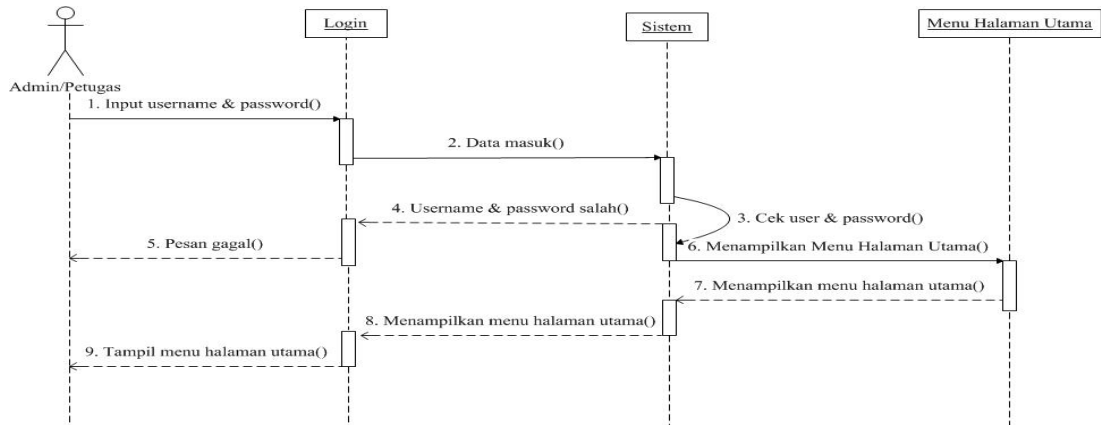 Login
Sistem
Menu Halaman Utama
Admin/Petugas
1. Input username & password()
2. Data masuk()
3. Cek user & password()
4. Username & password salah()
5. Pesan gagal()
6. Menampilkan Menu Halaman Utama()
7. Menampilkan menu halaman utama()
8. Menampilkan menu halaman utama()
9. Tampil menu halaman utama()